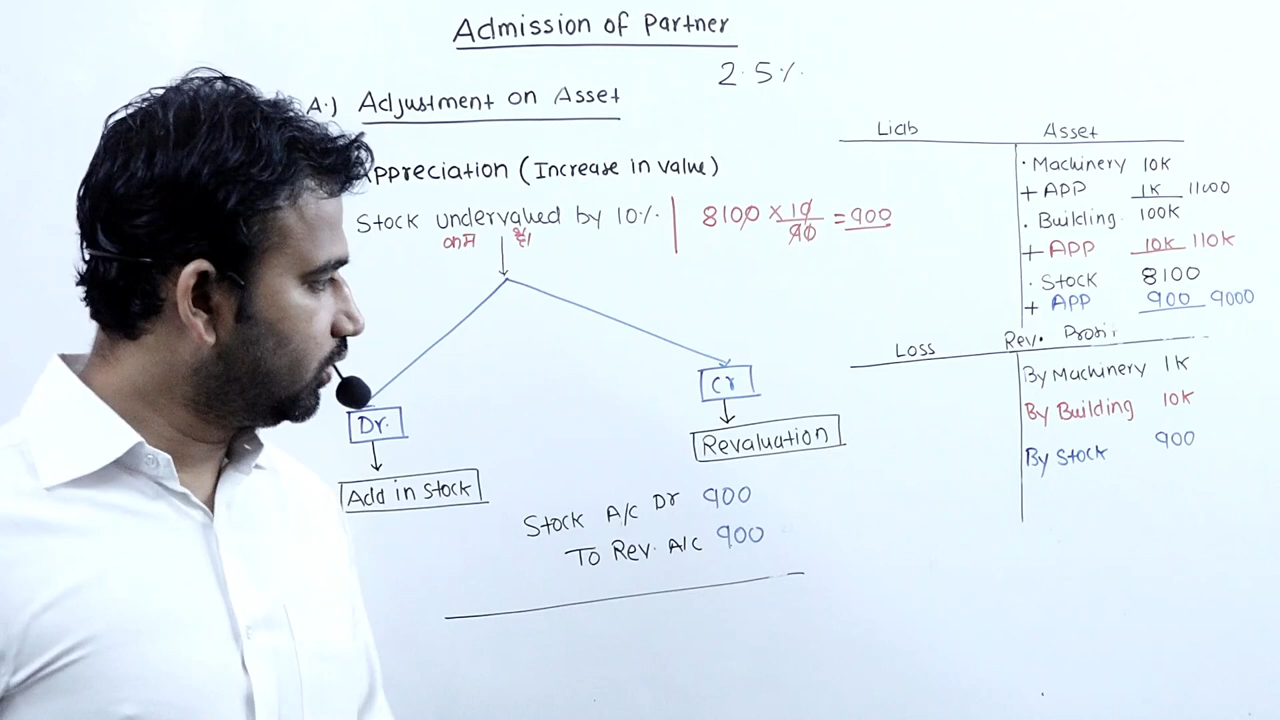 Admission of Partner
2.5%.
A.) Adjustment on Asset
Appreciation (Increase in value)
Stock undervalued by 10%. | 8100 × 10/90 = 900
कम है।
Dr.
Add in stock
Cr
Revaluation
Stock A/c Dr 900
To Rev. A/c 900
Liab Asset
· Machinery 10K
+ APP 1K 11000
· Building. 100K
+ APP 10K 110K
· Stock 8100
+ APP 900 9000
Rev.
Loss
By Machinery 1K
By Building 10K
By Stock 900